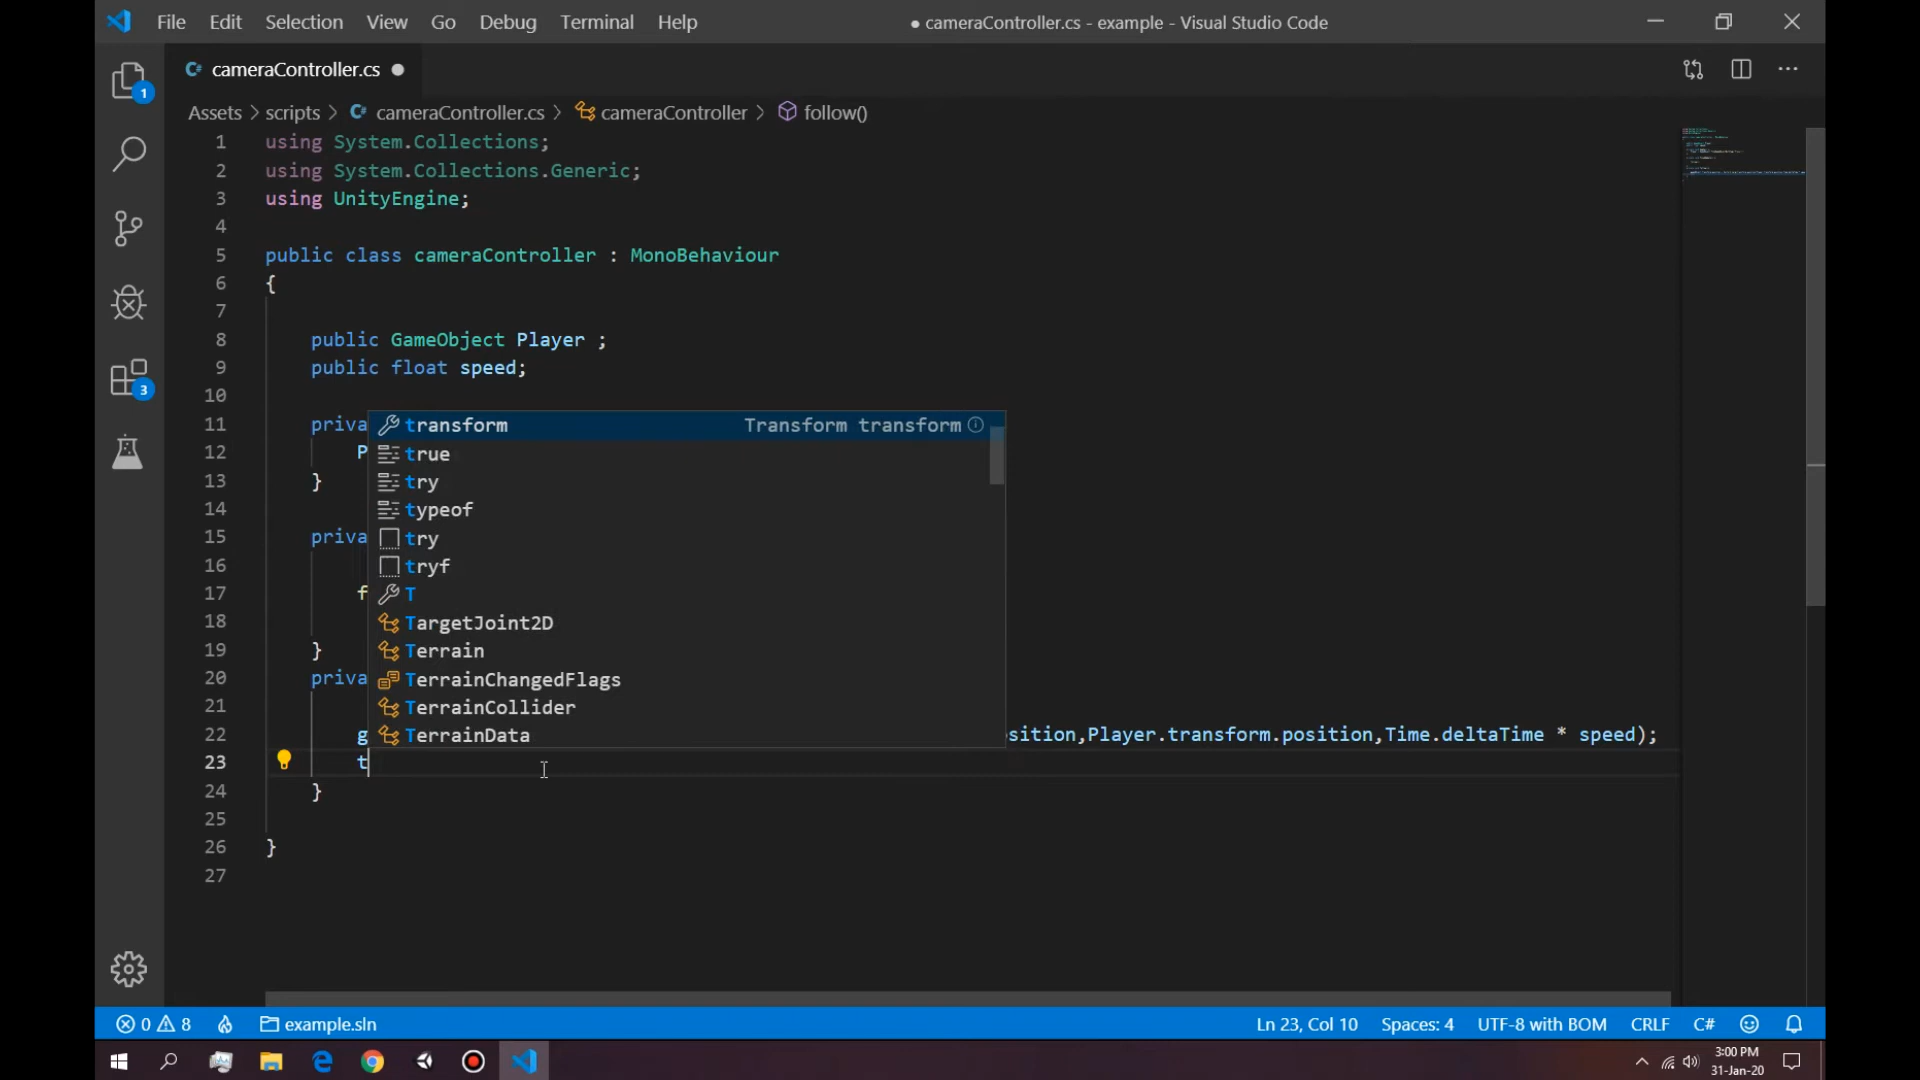 File Edit Selection View Go Debug Terminal Help ● cameraController.cs - example - Visual Studio Code
cameraController.cs ●
Assets > scripts > cameraController.cs > cameraController > follow()
1 using System.Collections;
2 using System.Collections.Generic;
3 using UnityEngine;
4
5 public class cameraController : MonoBehaviour
6 {
7
8 public GameObject Player ;
9 public float speed;
10
11 priva transform Transform transform
12 P true
13 } try
14 typeof
15 priva try
16 tryf
17 f T
18 TargetJoint2D
19 } Terrain
20 priva TerrainChangedFlags
21 TerrainCollider
22 g TerrainData sition,Player.transform.position,Time.deltaTime * speed);
23 t
24 }
25
26 }
27
1
3
0 8 example.sln Ln 23, Col 10 Spaces: 4 UTF-8 with BOM CRLF C#
3:00 PM
31-Jan-20